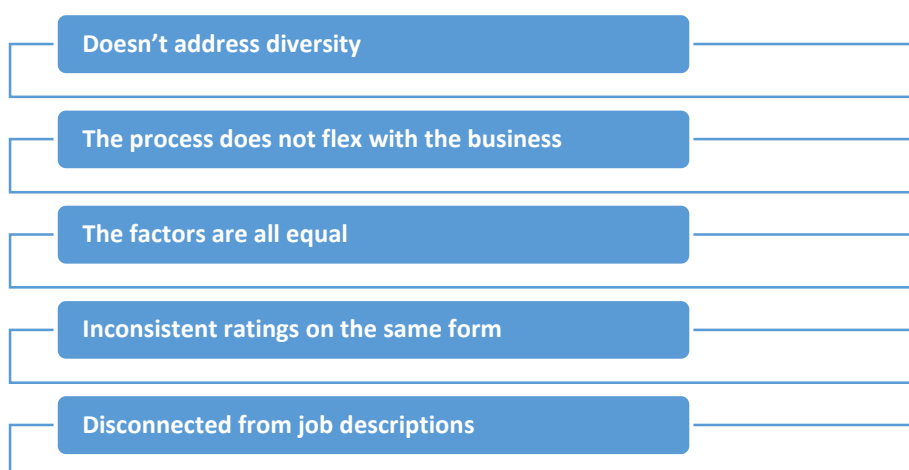 Doesn’t address diversity
The process does not flex with the business
The factors are all equal
Inconsistent ratings on the same form
Disconnected from job descriptions